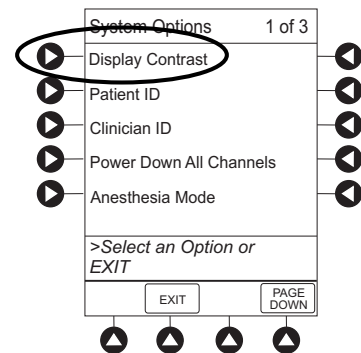 System Options 1 of 3
Display Contrast
Patient ID
Clinician ID
Power Down All Channels
Anesthesia Mode
>Select an Option or
EXIT
EXIT
PAGE
DOWN